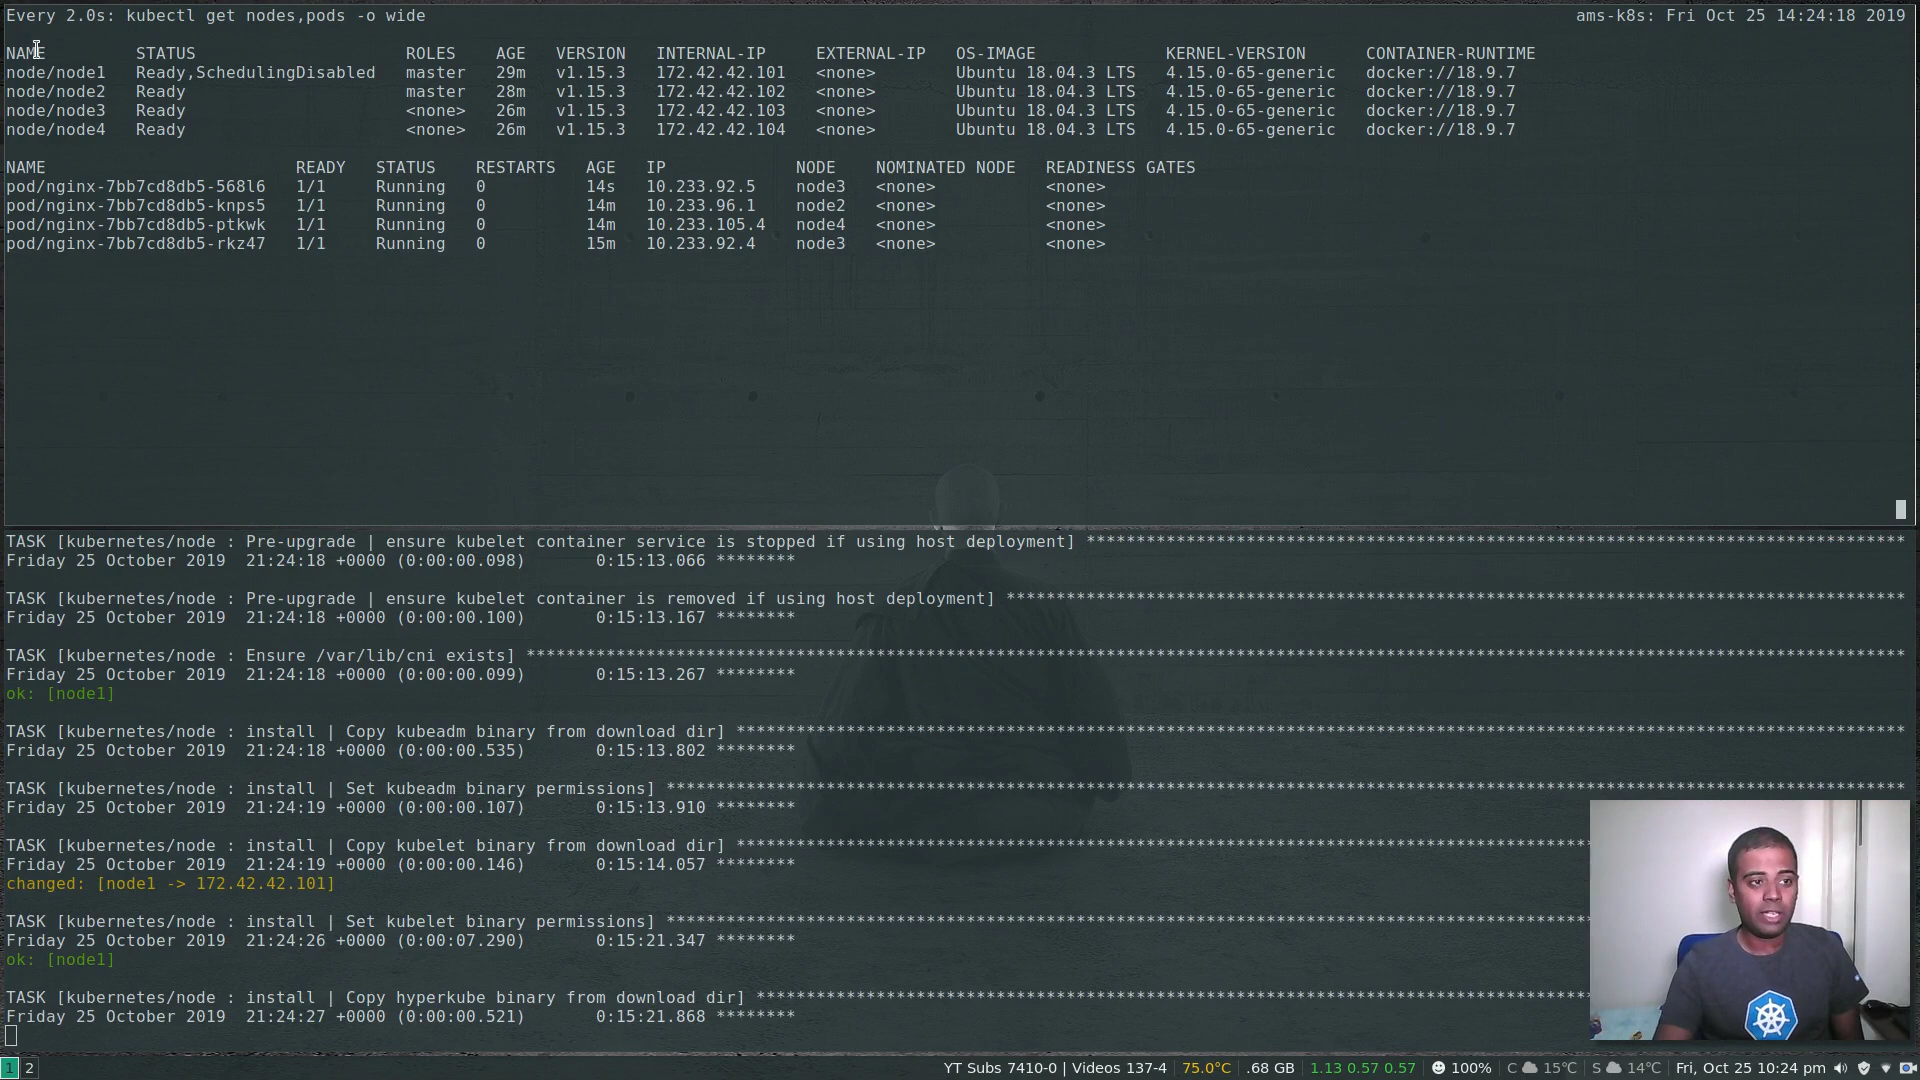 Every 2.0s: kubectl get nodes,pods -o wide ams-k8s: Fri Oct 25 14:24:18 2019
NAME STATUS ROLES AGE VERSION INTERNAL-IP EXTERNAL-IP OS-IMAGE KERNEL-VERSION CONTAINER-RUNTIME
node/node1 Ready,SchedulingDisabled master 29m v1.15.3 172.42.42.101 <none> Ubuntu 18.04.3 LTS 4.15.0-65-generic docker://18.9.7
node/node2 Ready master 28m v1.15.3 172.42.42.102 <none> Ubuntu 18.04.3 LTS 4.15.0-65-generic docker://18.9.7
node/node3 Ready <none> 26m v1.15.3 172.42.42.103 <none> Ubuntu 18.04.3 LTS 4.15.0-65-generic docker://18.9.7
node/node4 Ready <none> 26m v1.15.3 172.42.42.104 <none> Ubuntu 18.04.3 LTS 4.15.0-65-generic docker://18.9.7
NAME READY STATUS RESTARTS AGE IP NODE NOMINATED NODE READINESS GATES
pod/nginx-7bb7cd8db5-568l6 1/1 Running 0 14s 10.233.92.5 node3 <none> <none>
pod/nginx-7bb7cd8db5-knps5 1/1 Running 0 14m 10.233.96.1 node2 <none> <none>
pod/nginx-7bb7cd8db5-ptkwk 1/1 Running 0 14m 10.233.105.4 node4 <none> <none>
pod/nginx-7bb7cd8db5-rkz47 1/1 Running 0 15m 10.233.92.4 node3 <none> <none>
TASK [kubernetes/node : Pre-upgrade | ensure kubelet container service is stopped if using host deployment] **********************************************************************************
Friday 25 October 2019 21:24:18 +0000 (0:00:00.098) 0:15:13.066 ********
TASK [kubernetes/node : Pre-upgrade | ensure kubelet container is removed if using host deployment] ******************************************************************************************
Friday 25 October 2019 21:24:18 +0000 (0:00:00.100) 0:15:13.167 ********
TASK [kubernetes/node : Ensure /var/lib/cni exists] ******************************************************************************************************************************************
Friday 25 October 2019 21:24:18 +0000 (0:00:00.099) 0:15:13.267 ********
ok: [node1]
TASK [kubernetes/node : install | Copy kubeadm binary from download dir] *********************************************************************************************************************
Friday 25 October 2019 21:24:18 +0000 (0:00:00.535) 0:15:13.802 ********
TASK [kubernetes/node : install | Set kubeadm binary permissions] ****************************************************************************************************************************
Friday 25 October 2019 21:24:19 +0000 (0:00:00.107) 0:15:13.910 ********
TASK [kubernetes/node : install | Copy kubelet binary from download dir] *************************************************************************************
Friday 25 October 2019 21:24:19 +0000 (0:00:00.146) 0:15:14.057 ********
changed: [node1 -> 172.42.42.101]
TASK [kubernetes/node : install | Set kubelet binary permissions] ********************************************************************************************
Friday 25 October 2019 21:24:26 +0000 (0:00:07.290) 0:15:21.347 ********
ok: [node1]
TASK [kubernetes/node : install | Copy hyperkube binary from download dir] ***********************************************************************************
Friday 25 October 2019 21:24:27 +0000 (0:00:00.521) 0:15:21.868 ********
1 2 YT Subs 7410-0 | Videos 137-4 75.0°C .68 GB 1.13 0.57 0.57 100% C 15°C S 14°C Fri, Oct 25 10:24 pm